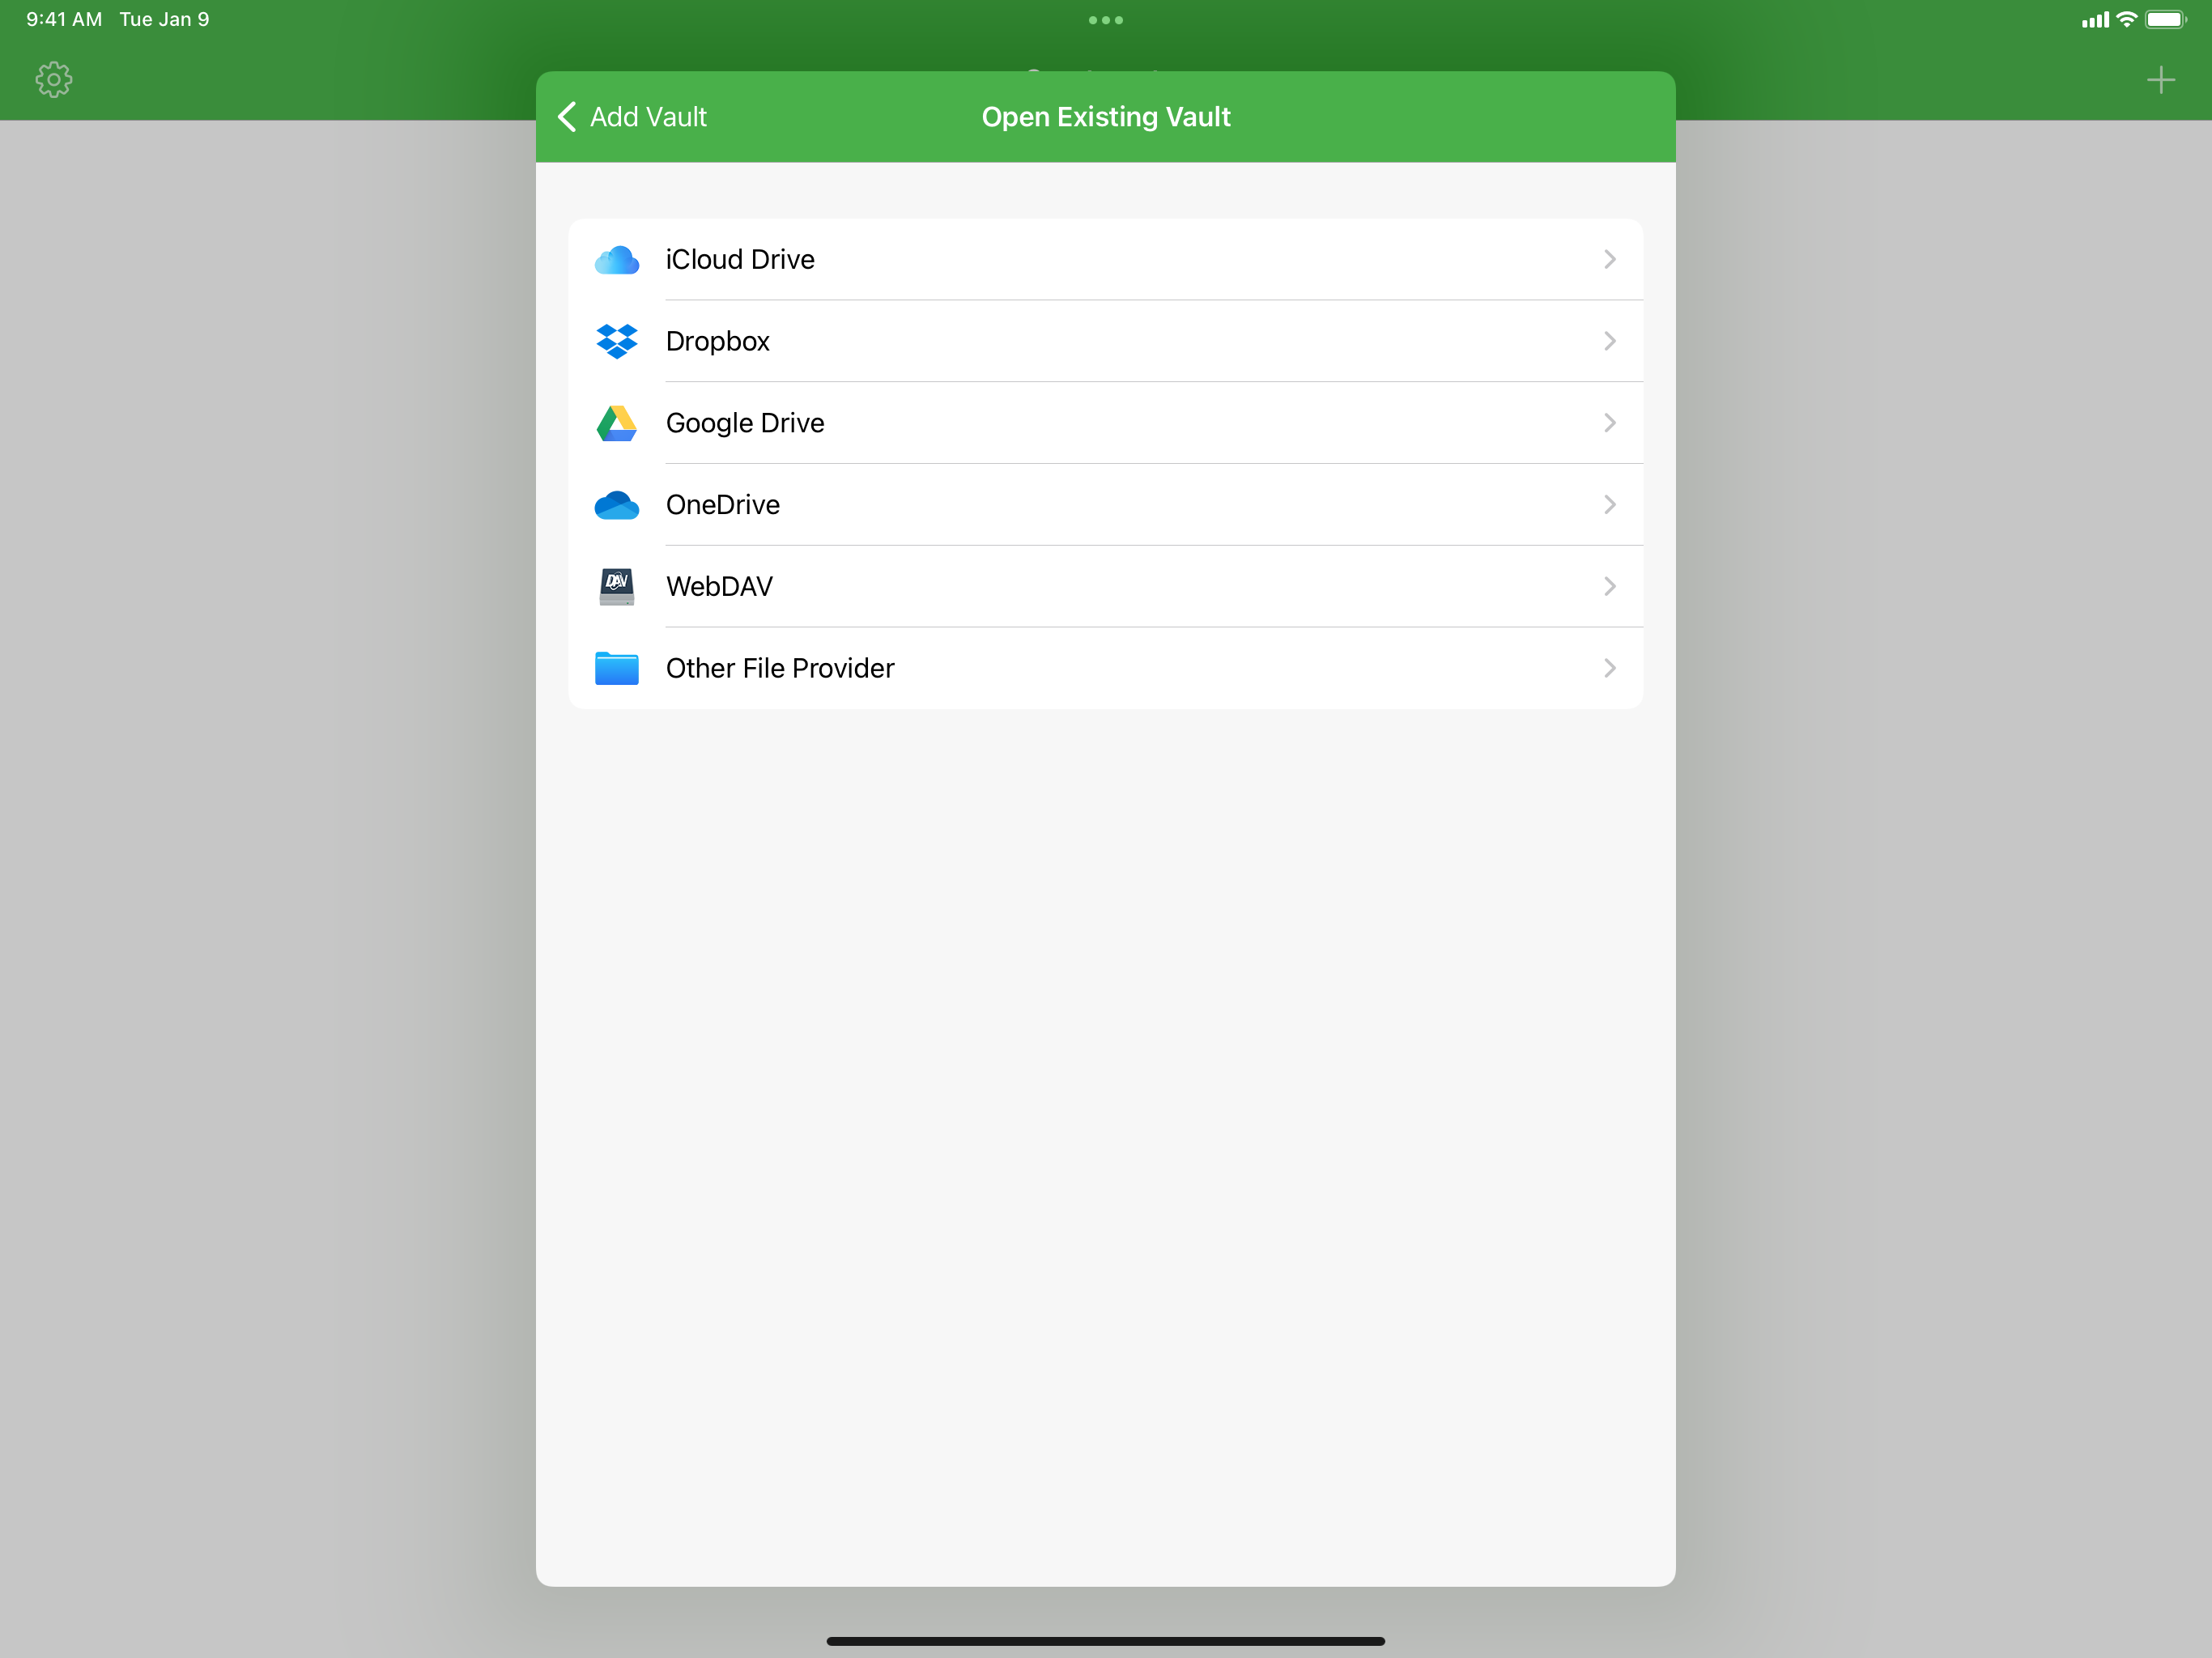 9:41 AM Tue Jan 9
Add Vault
Open Existing Vault
iCloud Drive
Dropbox
Google Drive
OneDrive
DAV
WebDAV
Other File Provider